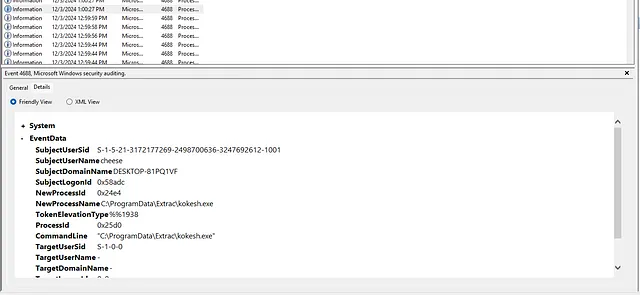 Information 12/3/2024 1:00:27 PM Micros... 4688 Proces...
Information 12/3/2024 1:00:27 PM Micros... 4688 Proces...
Information 12/3/2024 12:59:59 PM Micros... 4688 Proces...
Information 12/3/2024 12:59:58 PM Micros... 4688 Proces...
Information 12/3/2024 12:59:56 PM Micros... 4688 Proces...
Information 12/3/2024 12:59:44 PM Micros... 4688 Proces...
Information 12/3/2024 12:59:44 PM Micros... 4688 Proces...
Event 4688, Microsoft Windows security auditing.
General Details
Friendly View XML View
+ System
- EventData
SubjectUserSid S-1-5-21-3172177269-2498700636-3247692612-1001
SubjectUserName cheese
SubjectDomainName DESKTOP-81PQ1VF
SubjectLogonId 0x58adc
NewProcessId 0x24e4
NewProcessName C:\ProgramData\Extrac\kokesh.exe
TokenElevationType %%1938
ProcessId 0x25d0
CommandLine "C:\ProgramData\Extrac\kokesh.exe"
TargetUserSid S-1-0-0
TargetUserName -
TargetDomainName -